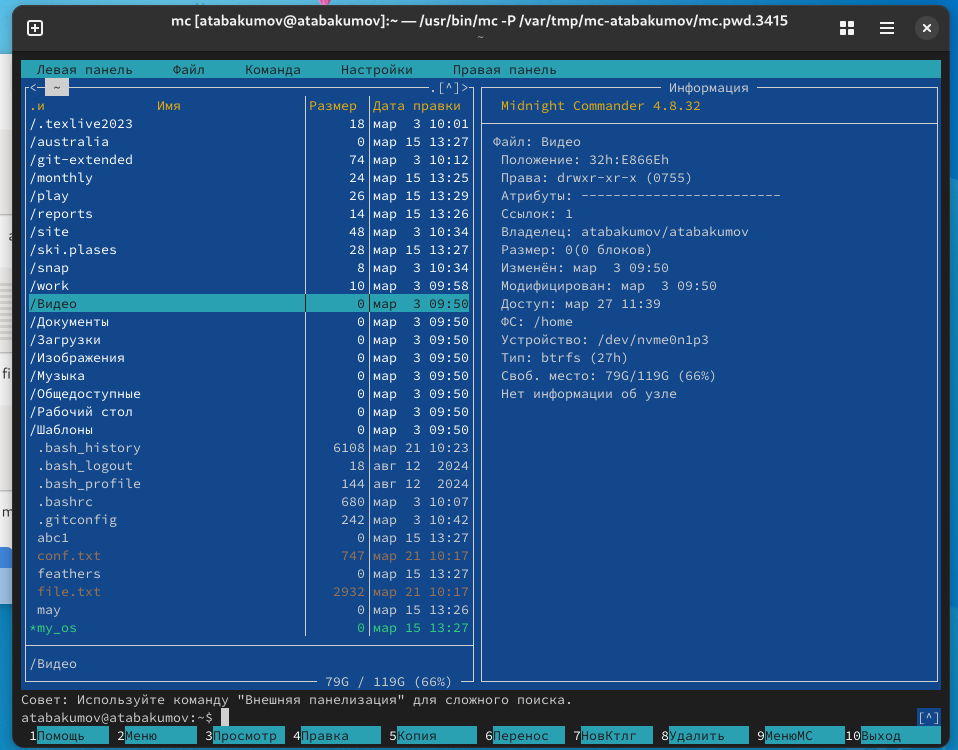 mc [atabakumov@atabakumov]:~ — /usr/bin/mc -P /var/tmp/mc-atabakumov/mc.pwd.3415
~
Левая панель Файл Команда Настройки Правая панель
<─ ~ .[^]>
.и Имя Размер Дата правки
/.texlive2023 18 мар 3 10:01
/australia 0 мар 15 13:27
/git-extended 74 мар 3 10:12
/monthly 24 мар 15 13:25
/play 26 мар 15 13:29
/reports 14 мар 15 13:26
/site 48 мар 3 10:34
/ski.plases 28 мар 15 13:27
/snap 8 мар 3 10:34
/work 10 мар 3 09:58
/Видео 0 мар 3 09:50
/Документы 0 мар 3 09:50
/Загрузки 0 мар 3 09:50
/Изображения 0 мар 3 09:50
/Музыка 0 мар 3 09:50
/Общедоступные 0 мар 3 09:50
/Рабочий стол 0 мар 3 09:50
/Шаблоны 0 мар 3 09:50
.bash_history 6108 мар 21 10:23
.bash_logout 18 авг 12 2024
.bash_profile 144 авг 12 2024
.bashrc 680 мар 3 10:07
.gitconfig 242 мар 3 10:42
abc1 0 мар 15 13:27
conf.txt 747 мар 21 10:17
feathers 0 мар 15 13:27
file.txt 2932 мар 21 10:17
may 0 мар 15 13:26
*my_os 0 мар 15 13:27
/Видео
79G / 119G (66%)
Информация
Midnight Commander 4.8.32
Файл: Видео
Положение: 32h:E866Eh
Права: drwxr-xr-x (0755)
Атрибуты: -------------------------
Ссылок: 1
Владелец: atabakumov/atabakumov
Размер: 0(0 блоков)
Изменён: мар 3 09:50
Модифицирован: мар 3 09:50
Доступ: мар 27 11:39
ФС: /home
Устройство: /dev/nvme0n1p3
Тип: btrfs (27h)
Своб. место: 79G/119G (66%)
Нет информации об узле
Совет: Используйте команду "Внешняя панелизация" для сложного поиска.
atabakumov@atabakumov:~$ [^]
1Помощь 2Меню 3Просмотр 4Правка 5Копия 6Перенос 7НовКтлг 8Удалить 9МенюМС 10Выход